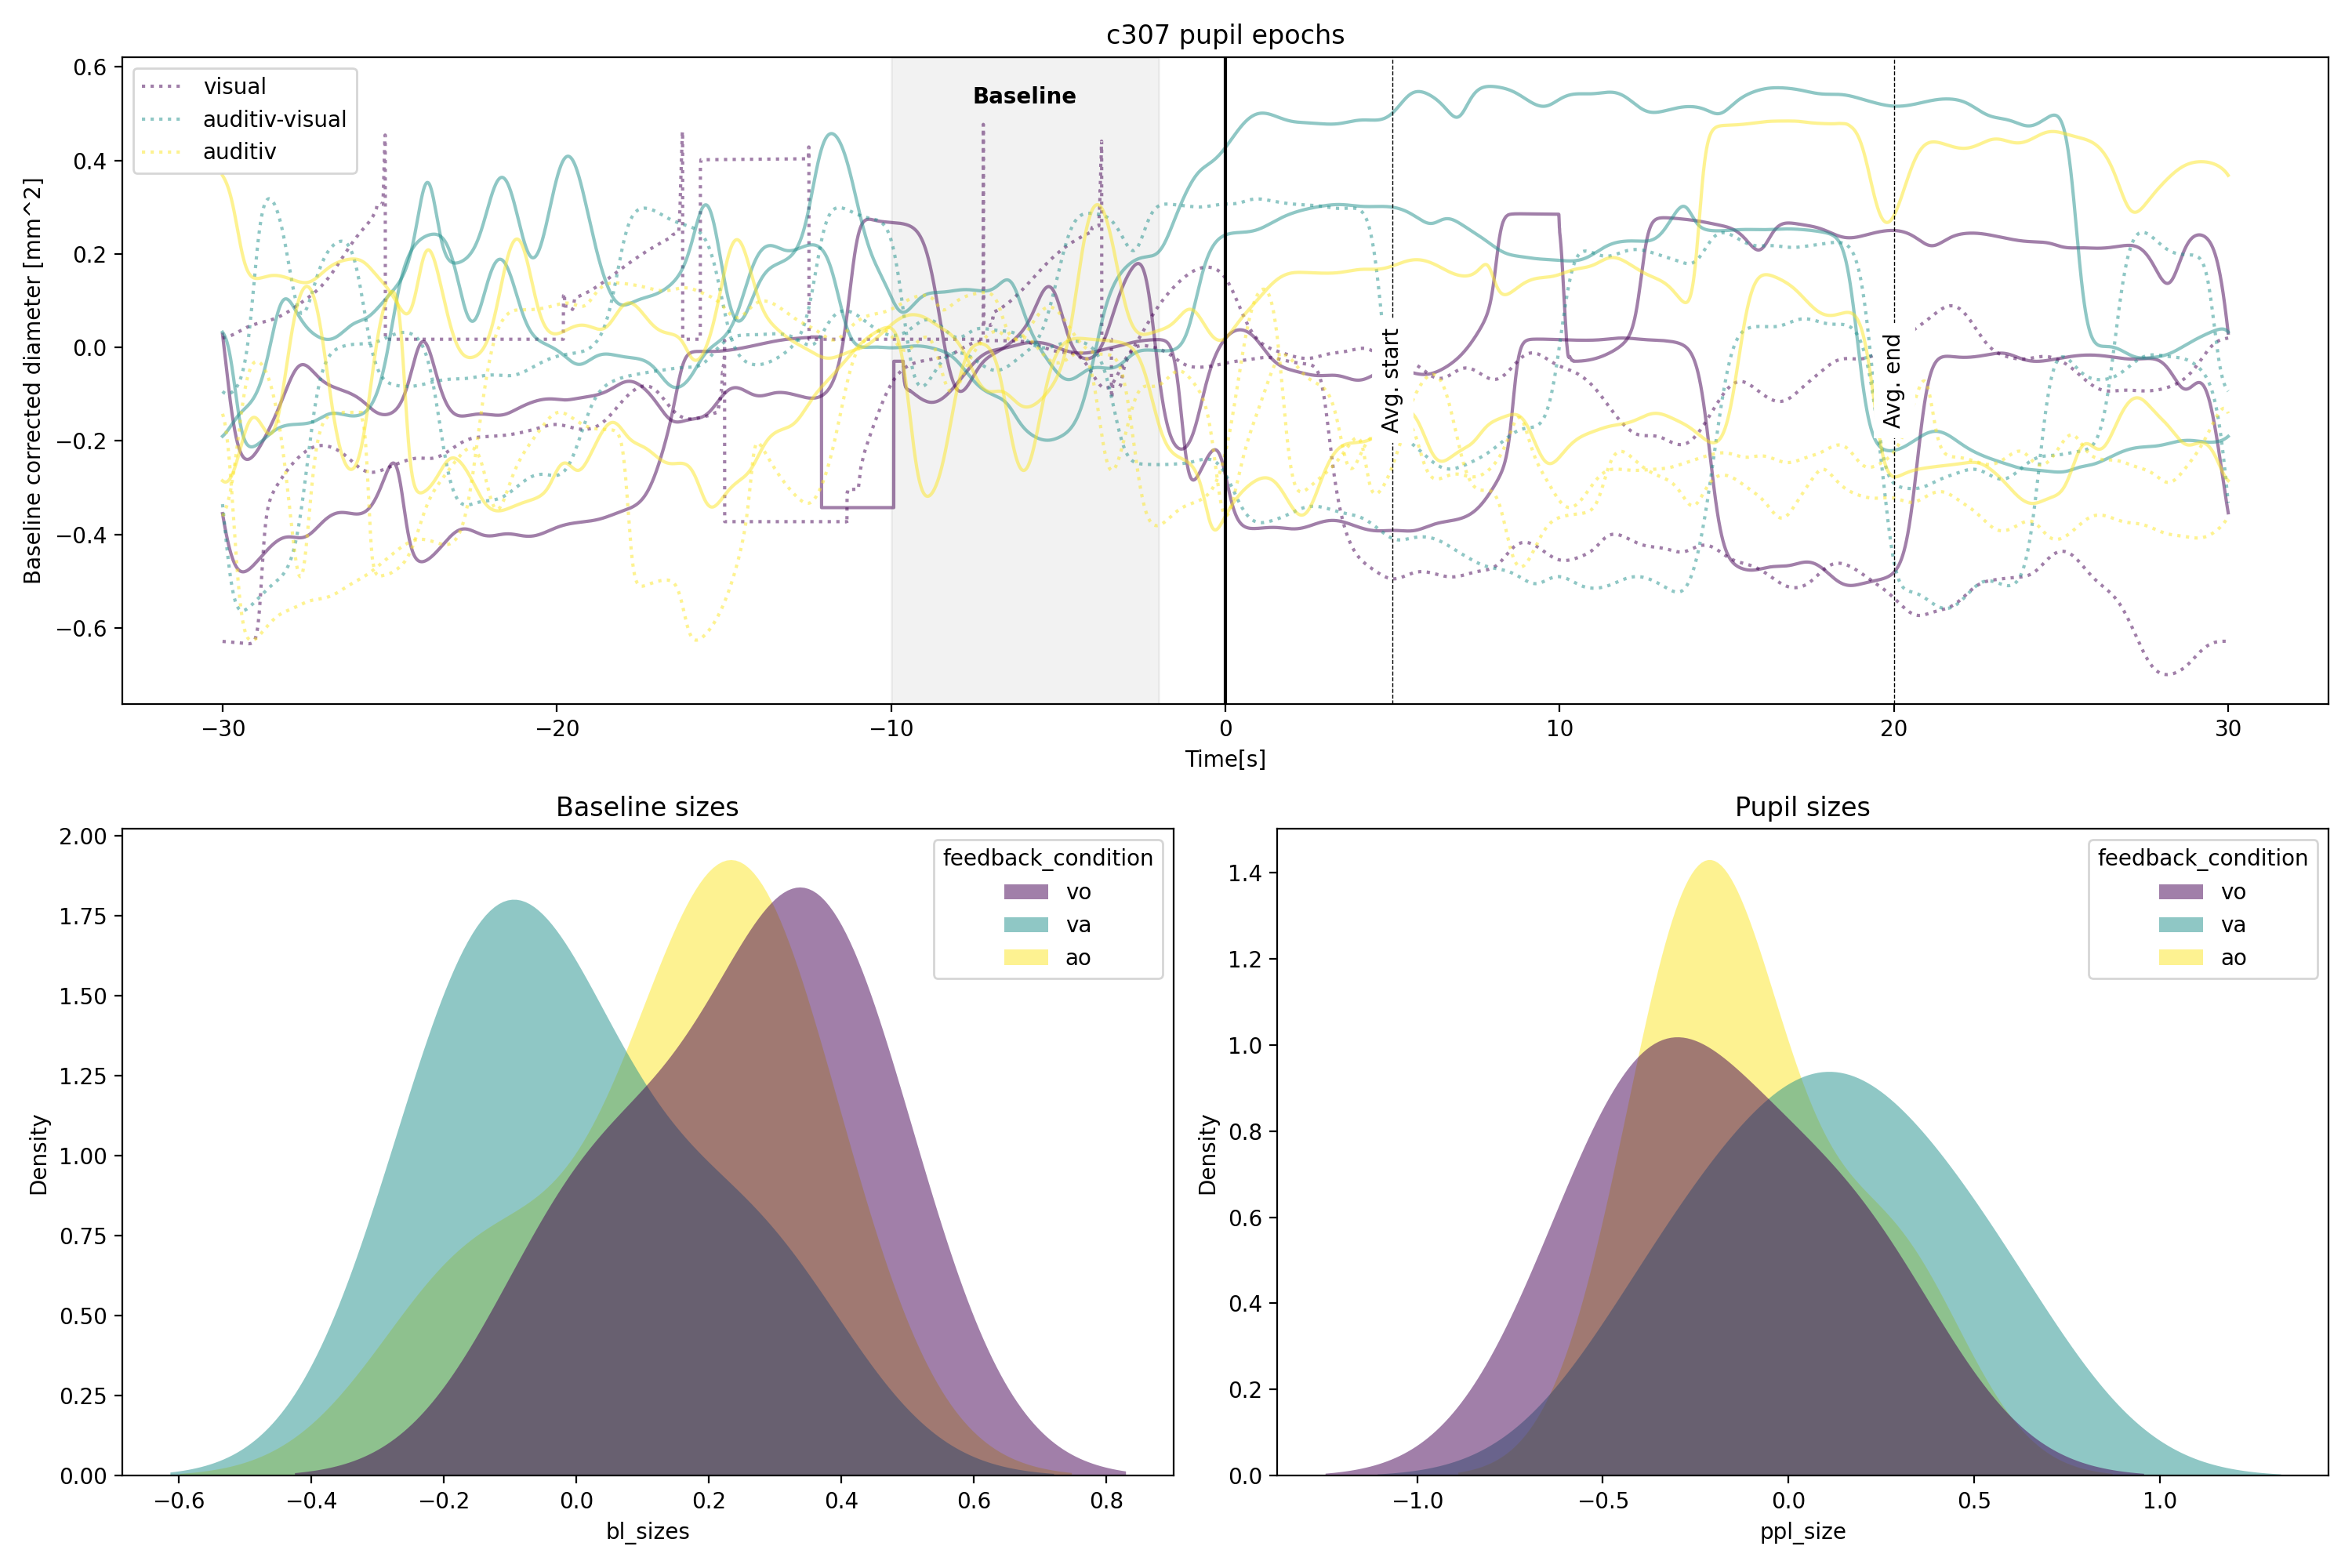 c307 pupil epochs
Baseline corrected diameter [mm^2]
0.6
0.4
0.2
0.0
−0.2
−0.4
−0.6
visual
auditiv-visual
auditiv
Baseline
Avg. start
Avg. end
−30
−20
−10
0
10
20
30
Time[s]
Baseline sizes
Density
2.00
1.75
1.50
1.25
1.00
0.75
0.50
0.25
0.00
feedback_condition
vo
va
ao
−0.6
−0.4
−0.2
0.0
0.2
0.4
0.6
0.8
bl_sizes
Pupil sizes
Density
1.4
1.2
1.0
0.8
0.6
0.4
0.2
0.0
feedback_condition
vo
va
ao
−1.0
−0.5
0.0
0.5
1.0
ppl_size